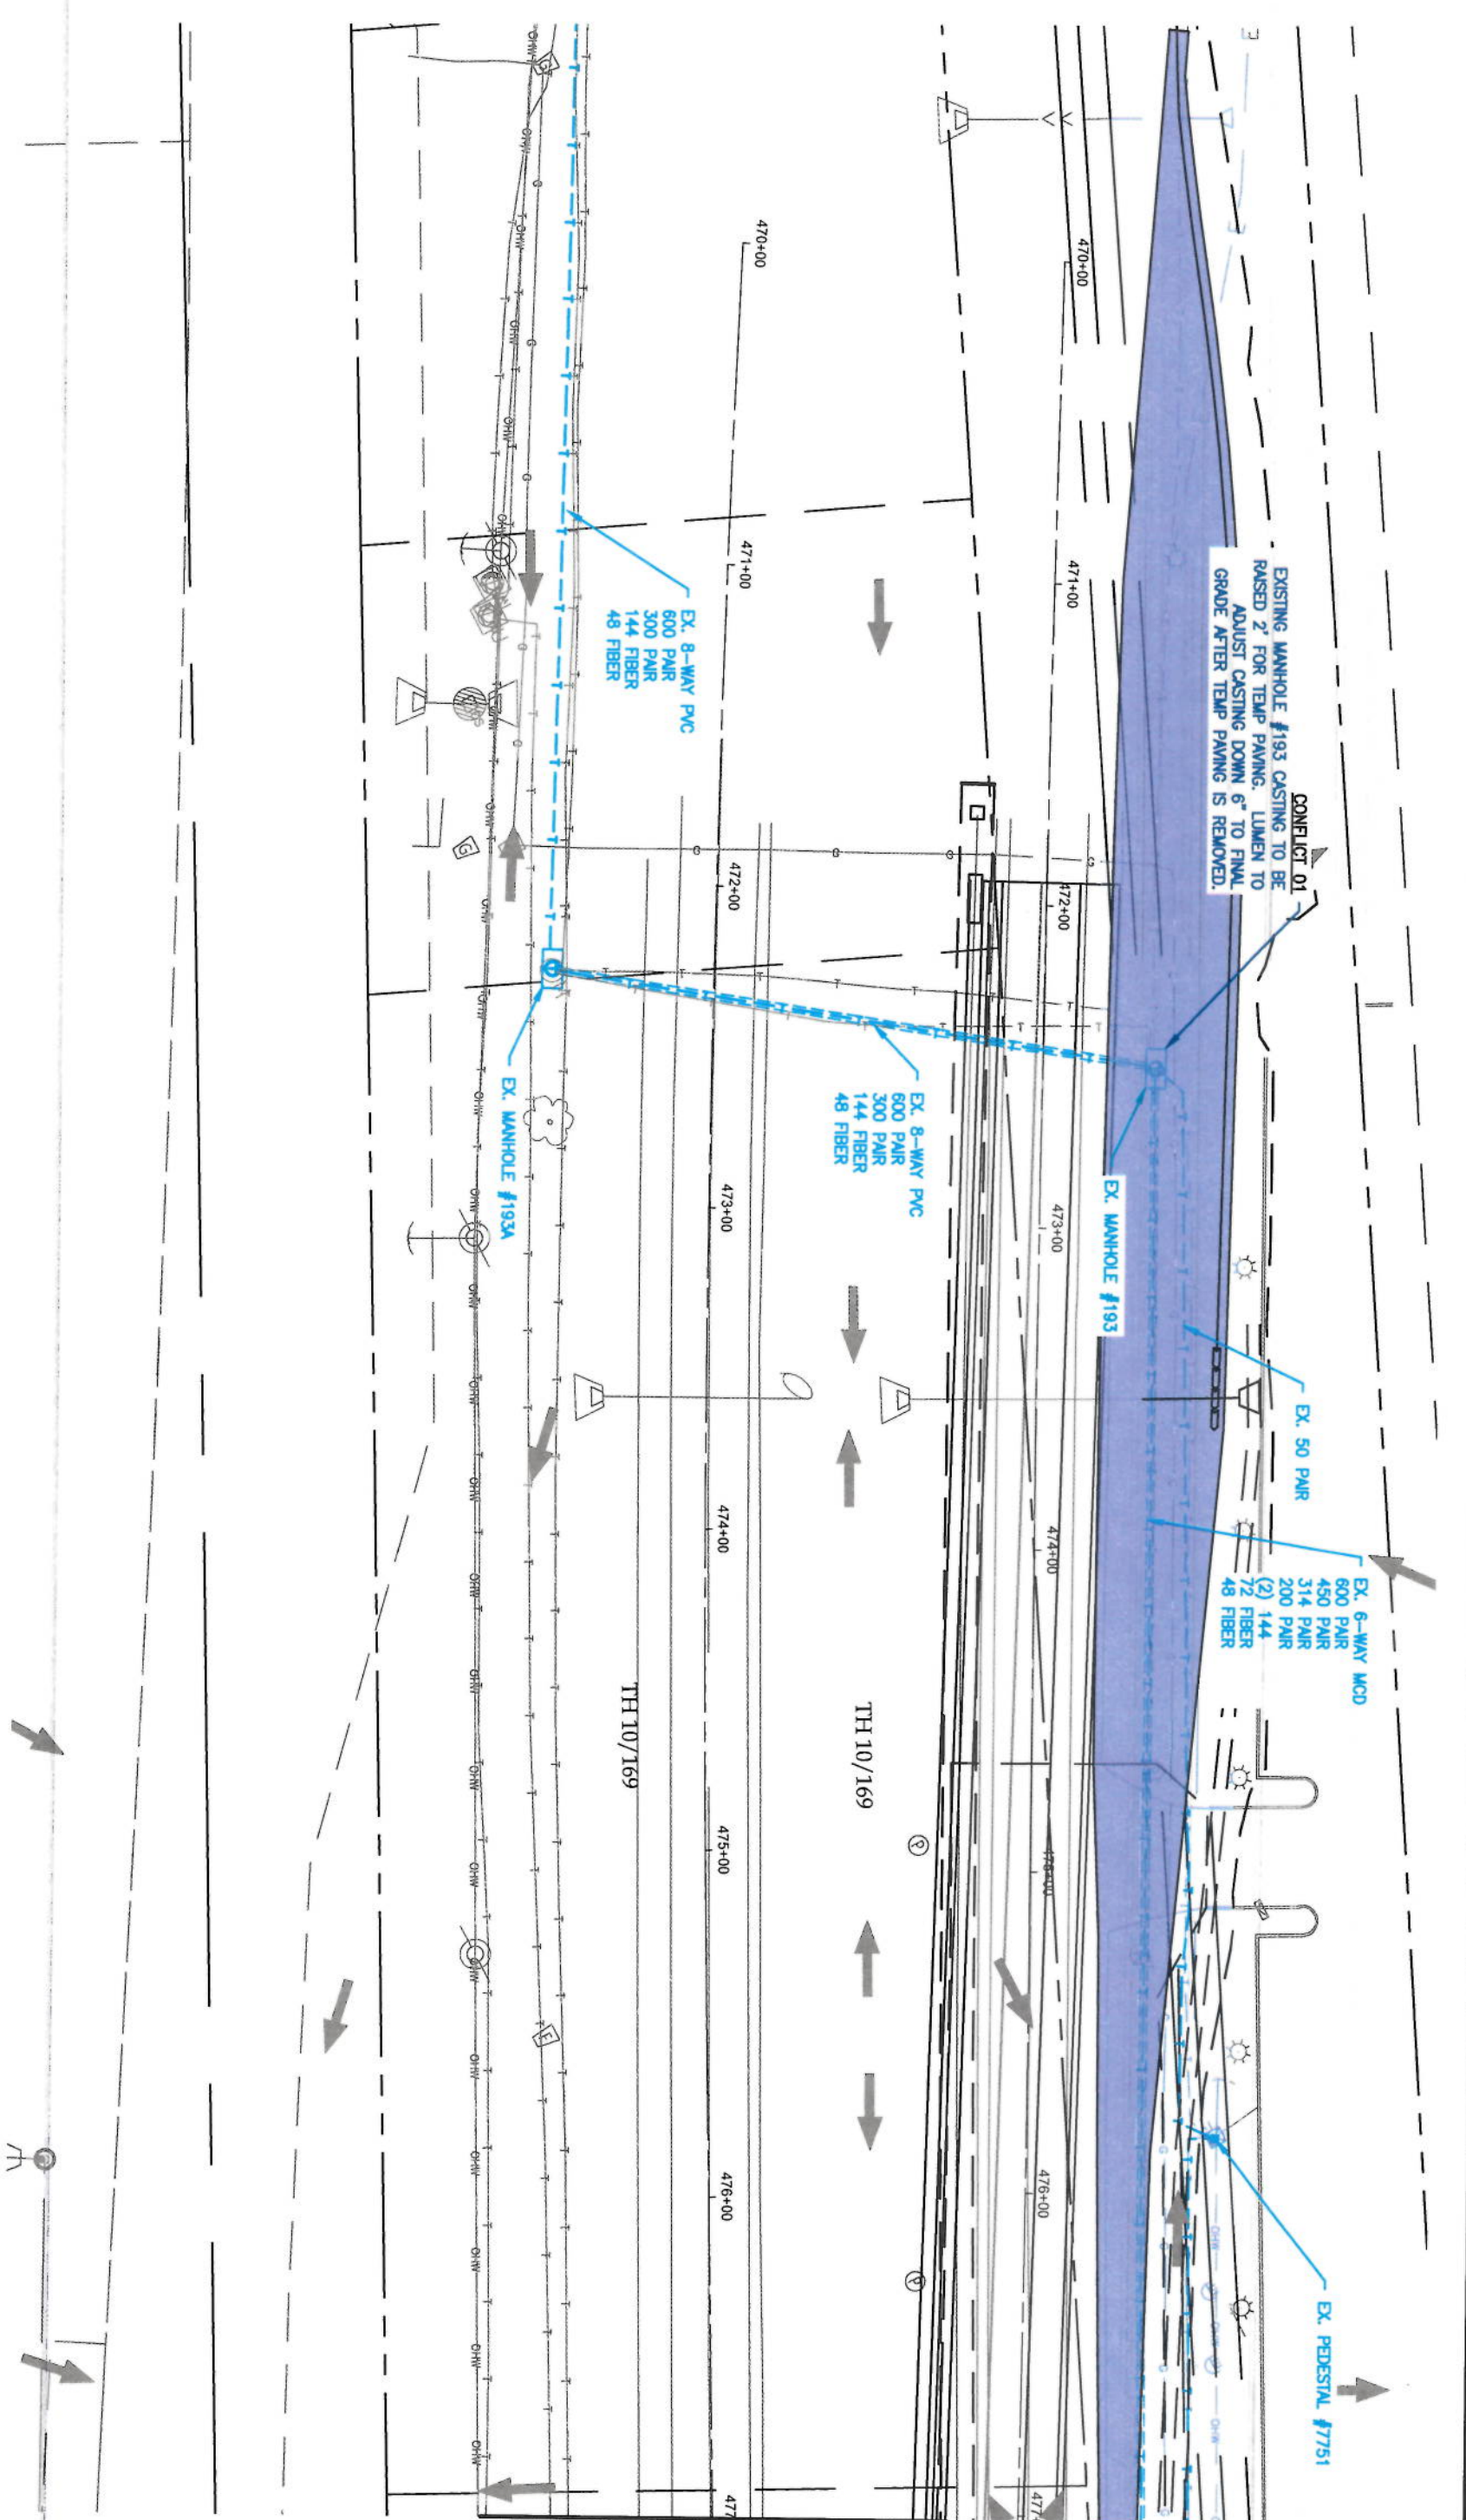 CONFLICT 01
EXISTING MANHOLE #193 CASTING TO BE
RAISED 2' FOR TEMP PAVING. LUMEN TO
ADJUST CASTING DOWN 6" TO FINAL
GRADE AFTER TEMP PAVING IS REMOVED.
EX. MANHOLE #193
EX. 50 PAIR
EX. 6-WAY MCD
600 PAIR
450 PAIR
314 PAIR
200 PAIR
(2) 144
72 FIBER
48 FIBER
EX. PEDESTAL #7751
470+00
471+00
472+00
473+00
474+00
476+00
EX. 8-WAY PVC
600 PAIR
300 PAIR
144 FIBER
48 FIBER
TH 10/169
470+00
471+00
472+00
473+00
474+00
475+00
476+00
477
EX. 8-WAY PVC
600 PAIR
300 PAIR
144 FIBER
48 FIBER
TH 10/169
EX. MANHOLE #193A